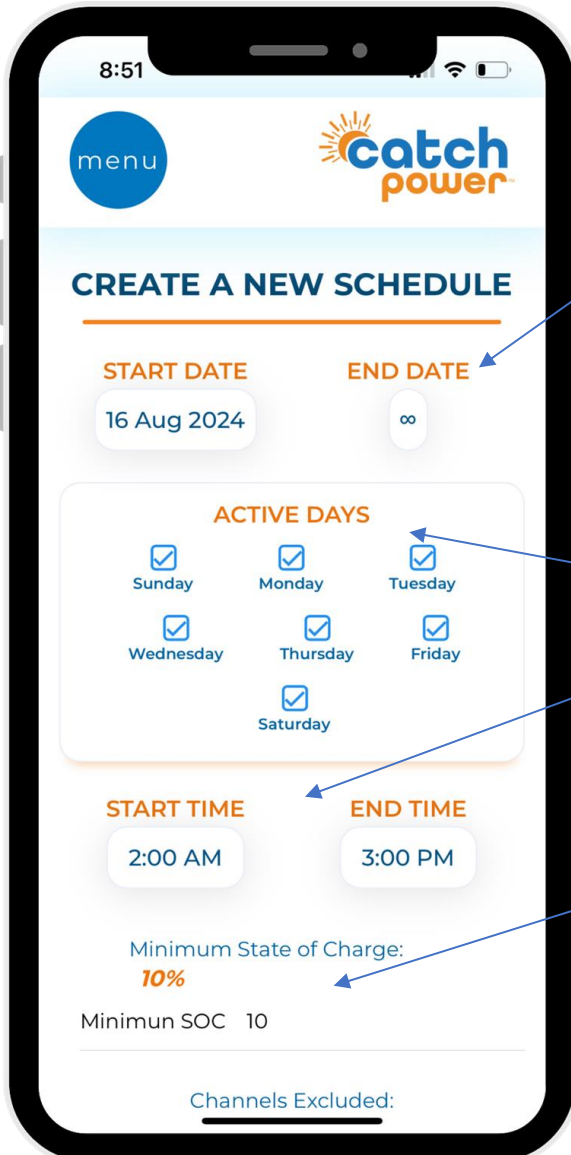 8:51
menu
catch
power
CREATE A NEW SCHEDULE
START DATE END DATE
16 Aug 2024 ∞
ACTIVE DAYS
Sunday Monday Tuesday
Wednesday Thursday Friday
Saturday
START TIME END TIME
2:00 AM 3:00 PM
Minimum State of Charge:
10%
Minimun SOC 10
Channels Excluded: